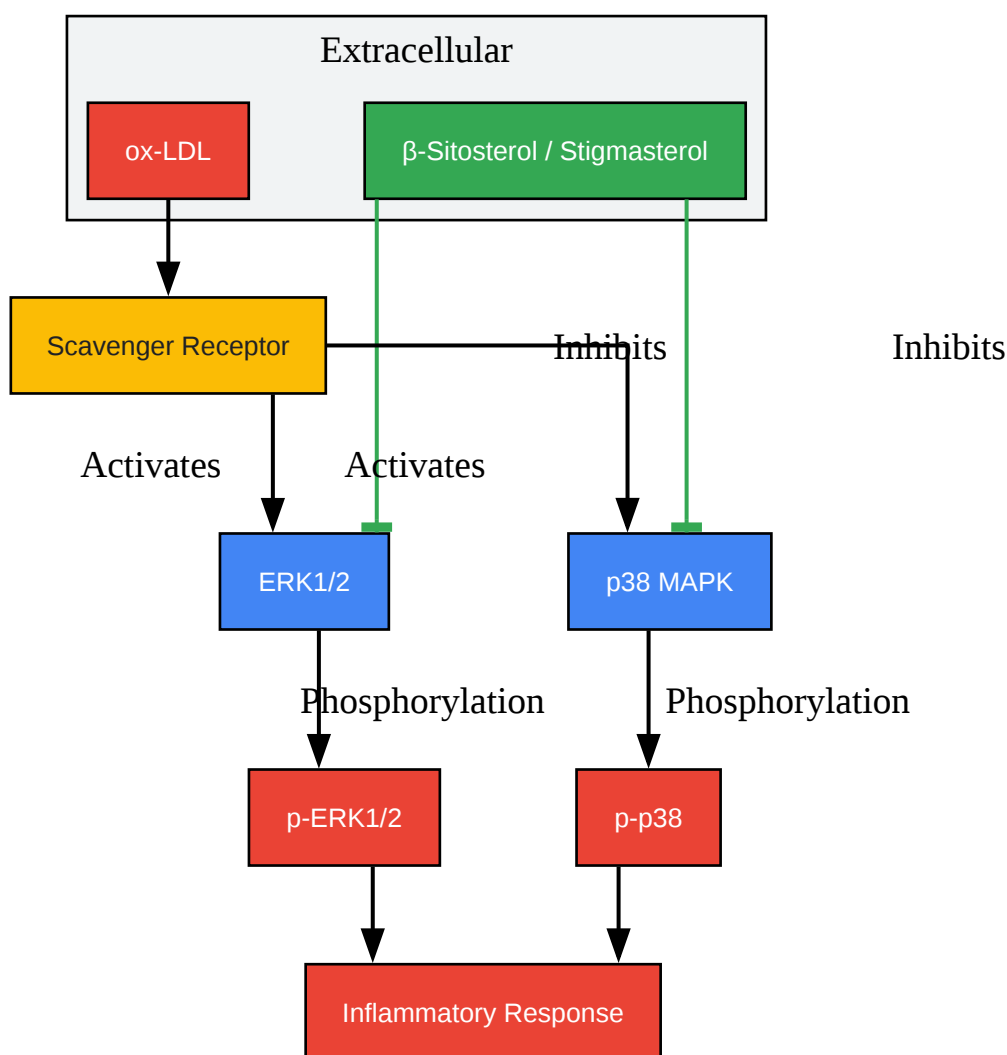 Extracellular
ox-LDL
β-Sitosterol / Stigmasterol
Scavenger Receptor
Inhibits
Inhibits
Activates
Activates
ERK1/2
p38 MAPK
Phosphorylation
Phosphorylation
p-ERK1/2
p-p38
Inflammatory Response